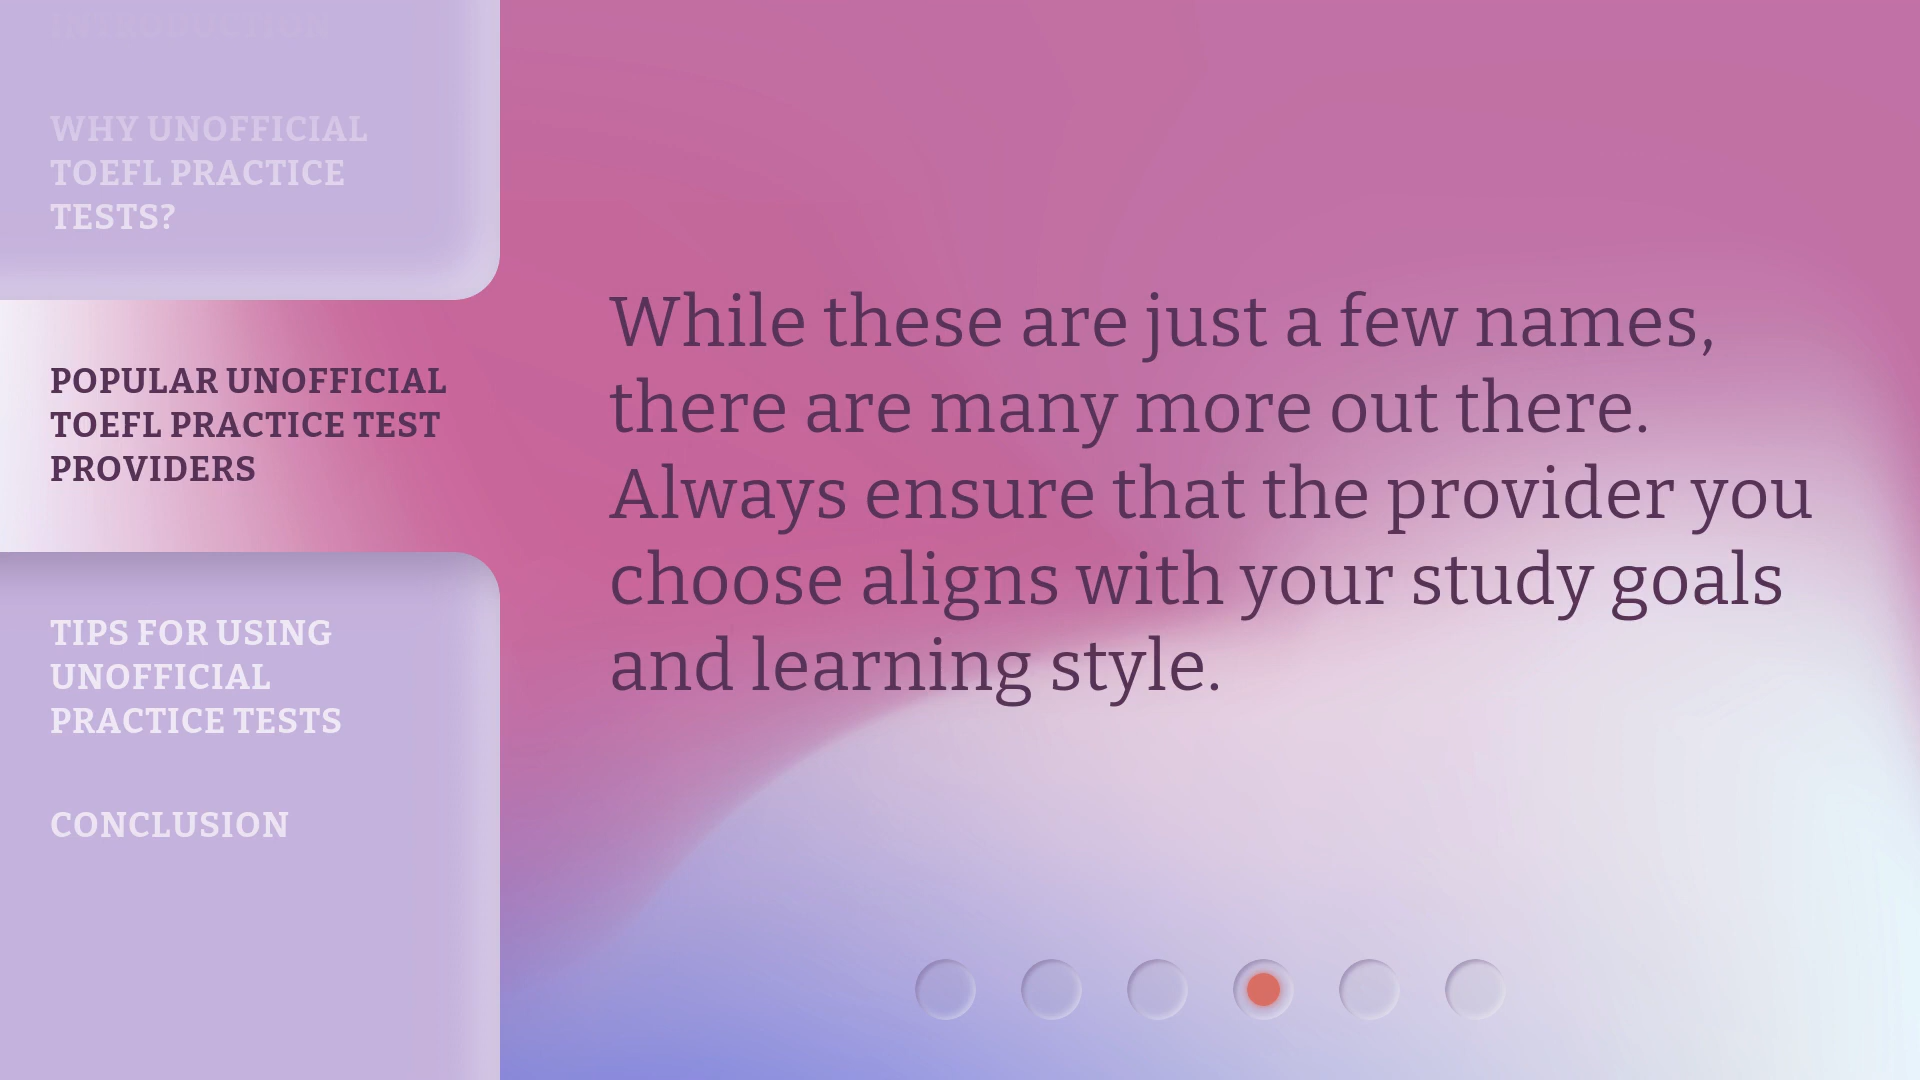 INTRODUCTION
WHY UNOFFICIAL
TOEFL PRACTICE
TESTS?
POPULAR UNOFFICIAL
TOEFL PRACTICE TEST
PROVIDERS
TIPS FOR USING
UNOFFICIAL
PRACTICE TESTS
CONCLUSION
While these are just a few names,
there are many more out there.
Always ensure that the provider you
choose aligns with your study goals
and learning style.